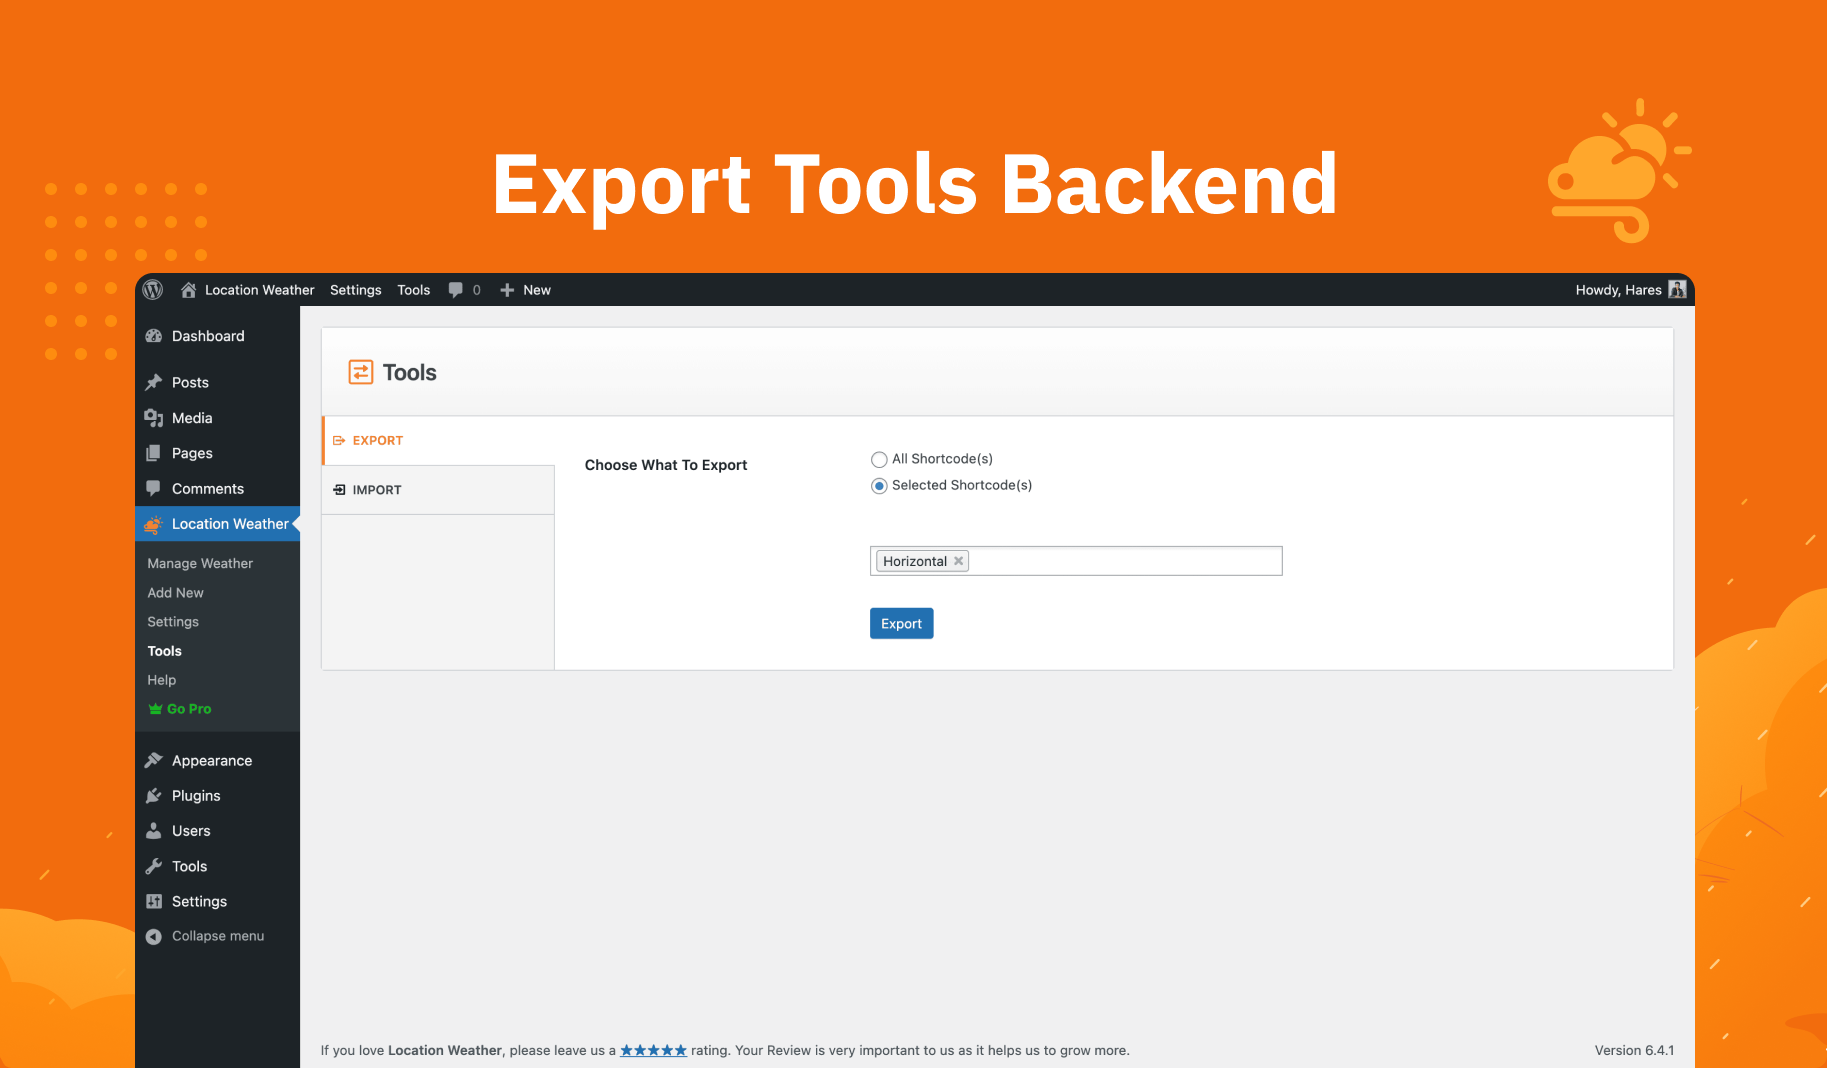 Export Tools Backend
Location Weather Settings Tools 0 New Howdy, Hares
Dashboard
Posts
Media
Pages
Comments
Location Weather
Manage Weather
Add New
Settings
Tools
Help
Go Pro
Appearance
Plugins
Users
Tools
Settings
Collapse menu
Tools
EXPORT
IMPORT
Choose What To Export
All Shortcode(s)
Selected Shortcode(s)
Horizontal
Export
If you love Location Weather, please leave us a ★★★★★ rating. Your Review is very important to us as it helps us to grow more.
Version 6.4.1